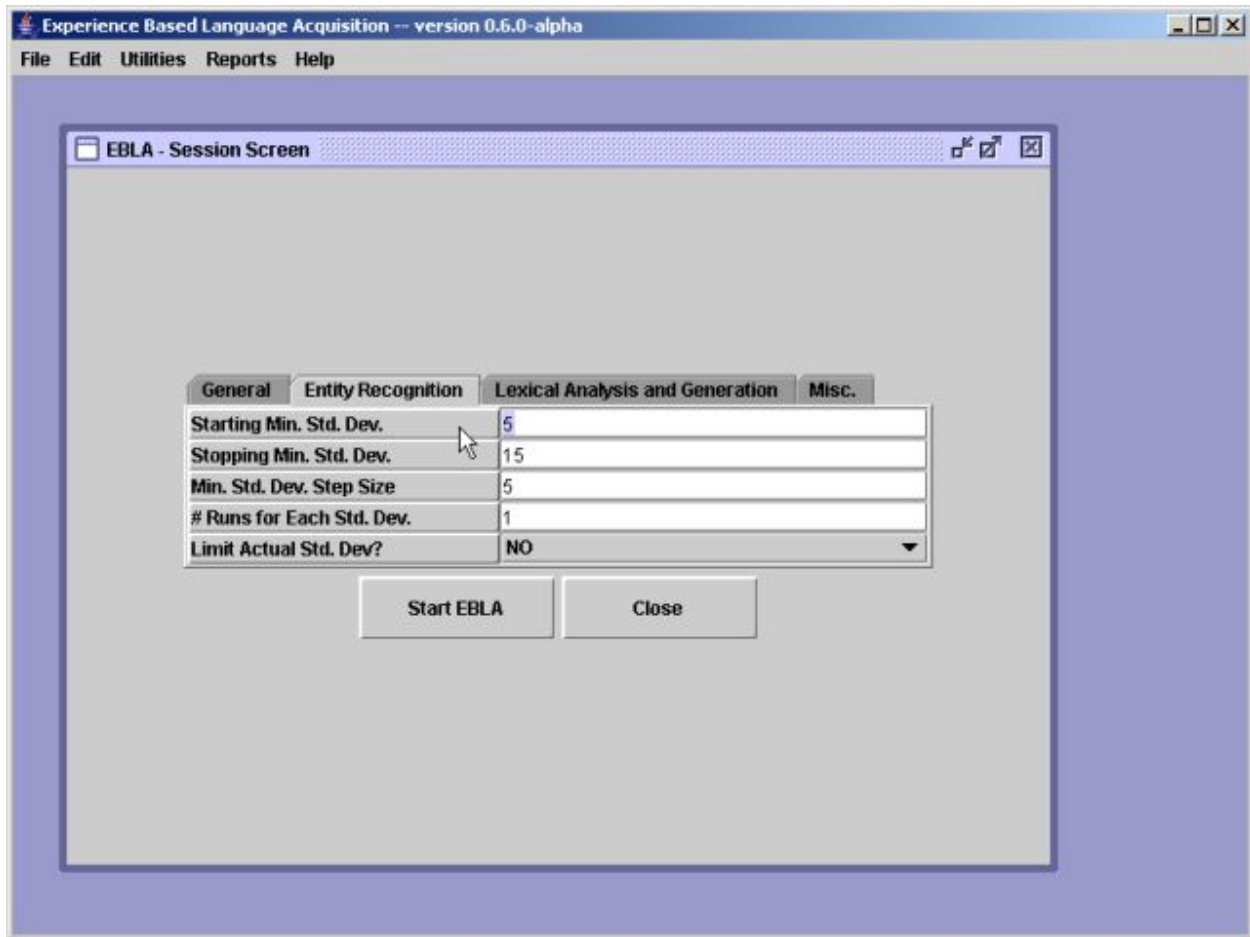 Experience Based Language Acquisition -- version 0.6.0-alpha
File Edit Utilities Reports Help
EBLA - Session Screen
General Entity Recognition Lexical Analysis and Generation Misc.
Starting Min. Std. Dev. 5
Stopping Min. Std. Dev. 15
Min. Std. Dev. Step Size 5
# Runs for Each Std. Dev. 1
Limit Actual Std. Dev? NO
Start EBLA Close